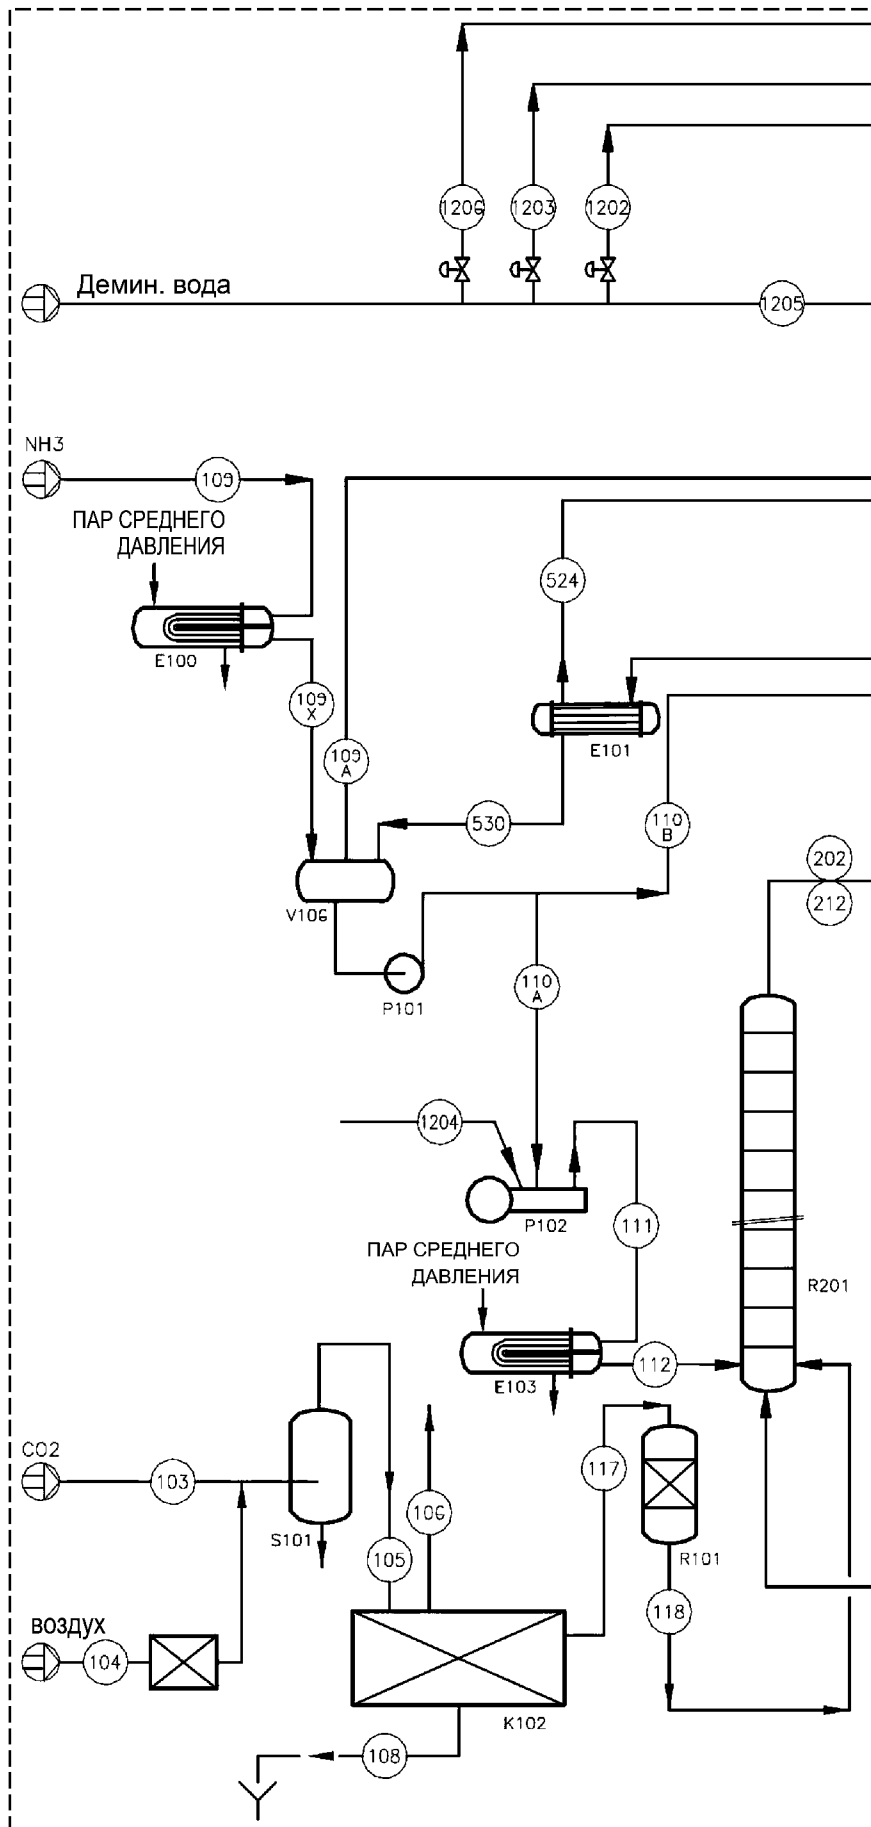 1206
1203
1202
Демин. вода
1205
NH3
109
ПАР СРЕДНЕГО
ДАВЛЕНИЯ
524
E100
109
X
E101
109
A
530
110
B
202
V106
212
110
A
P101
1204
P102
111
ПАР СРЕДНЕГО
ДАВЛЕНИЯ
R201
112
E103
CO2
103
117
106
S101
105
R101
118
воздух
104
K102
108